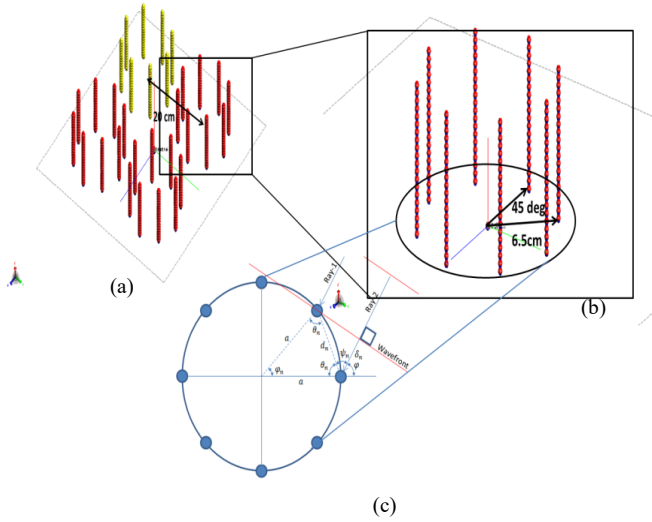 20 cm
(a)
45 deg
6.5cm
(b)
Ray-1
Ray-2
Wavefront
a
θₙ
dₙ
ψₙ
δₙ
φₙ
θₙ
φ
a
(c)